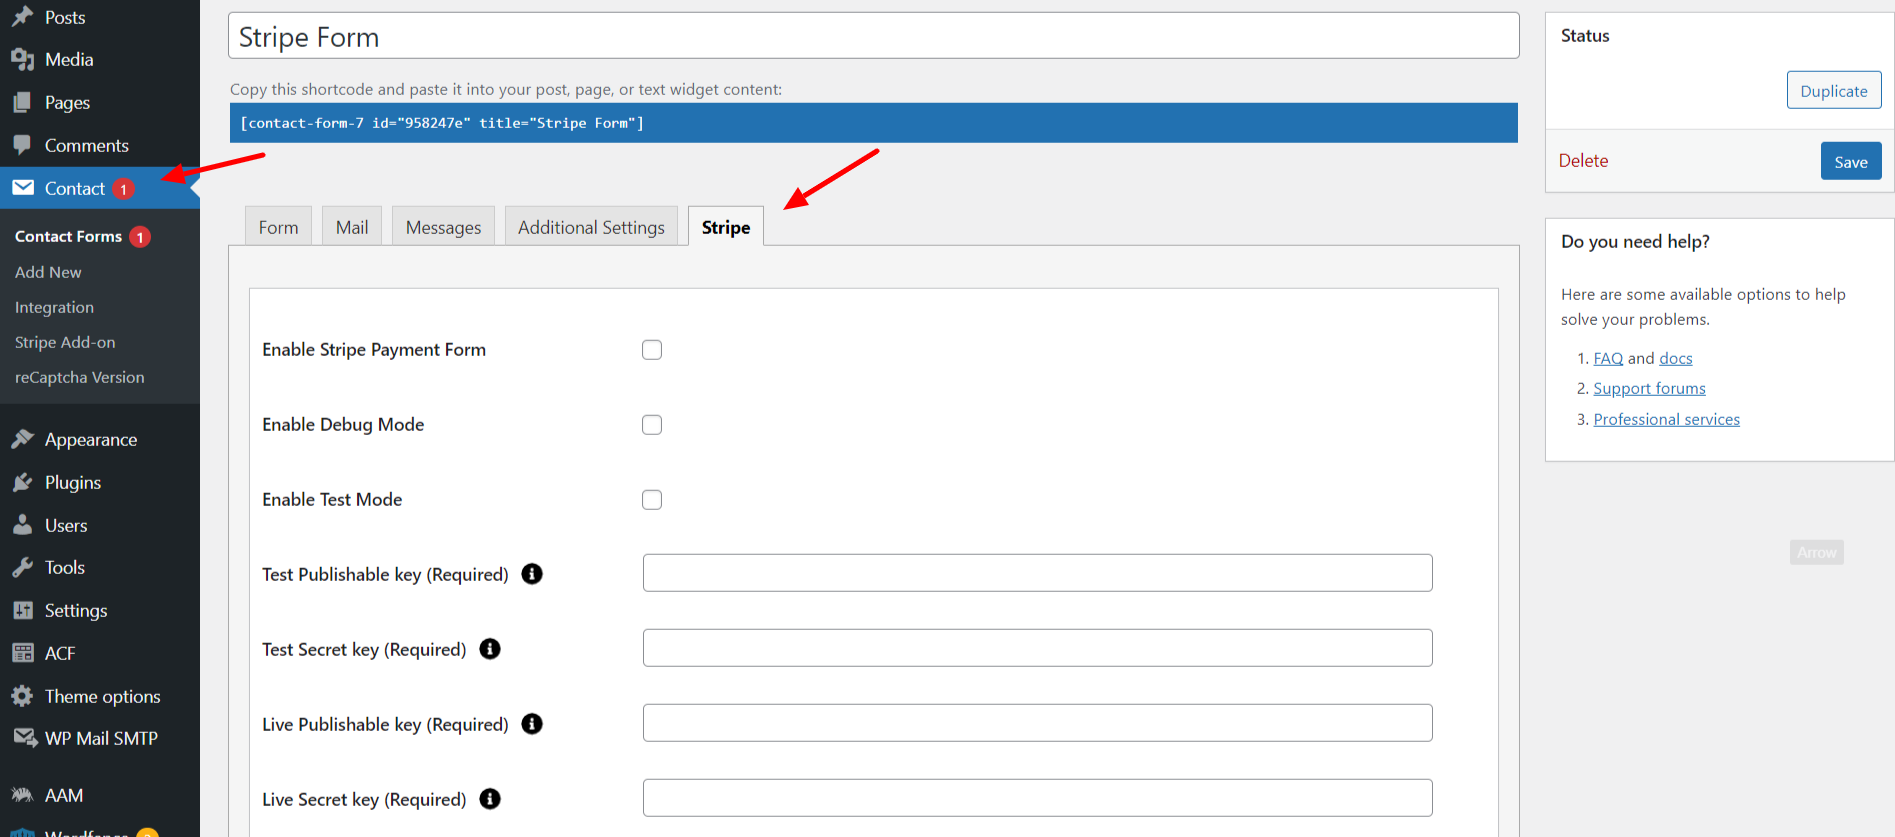 Posts
Media
Pages
Comments
Contact 1
Contact Forms 1
Add New
Integration
Stripe Add-on
reCaptcha Version
Appearance
Plugins
Users
Tools
Settings
ACF
Theme options
WP Mail SMTP
AAM
Stripe Form
Copy this shortcode and paste it into your post, page, or text widget content:
[contact-form-7 id="958247e" title="Stripe Form"]
Form Mail Messages Additional Settings Stripe
Enable Stripe Payment Form
Enable Debug Mode
Enable Test Mode
Test Publishable key (Required)
Test Secret key (Required)
Live Publishable key (Required)
Live Secret key (Required)
Status
Duplicate
Delete Save
Do you need help?
Here are some available options to help
solve your problems.
1. FAQ and docs
2. Support forums
3. Professional services
Arrow